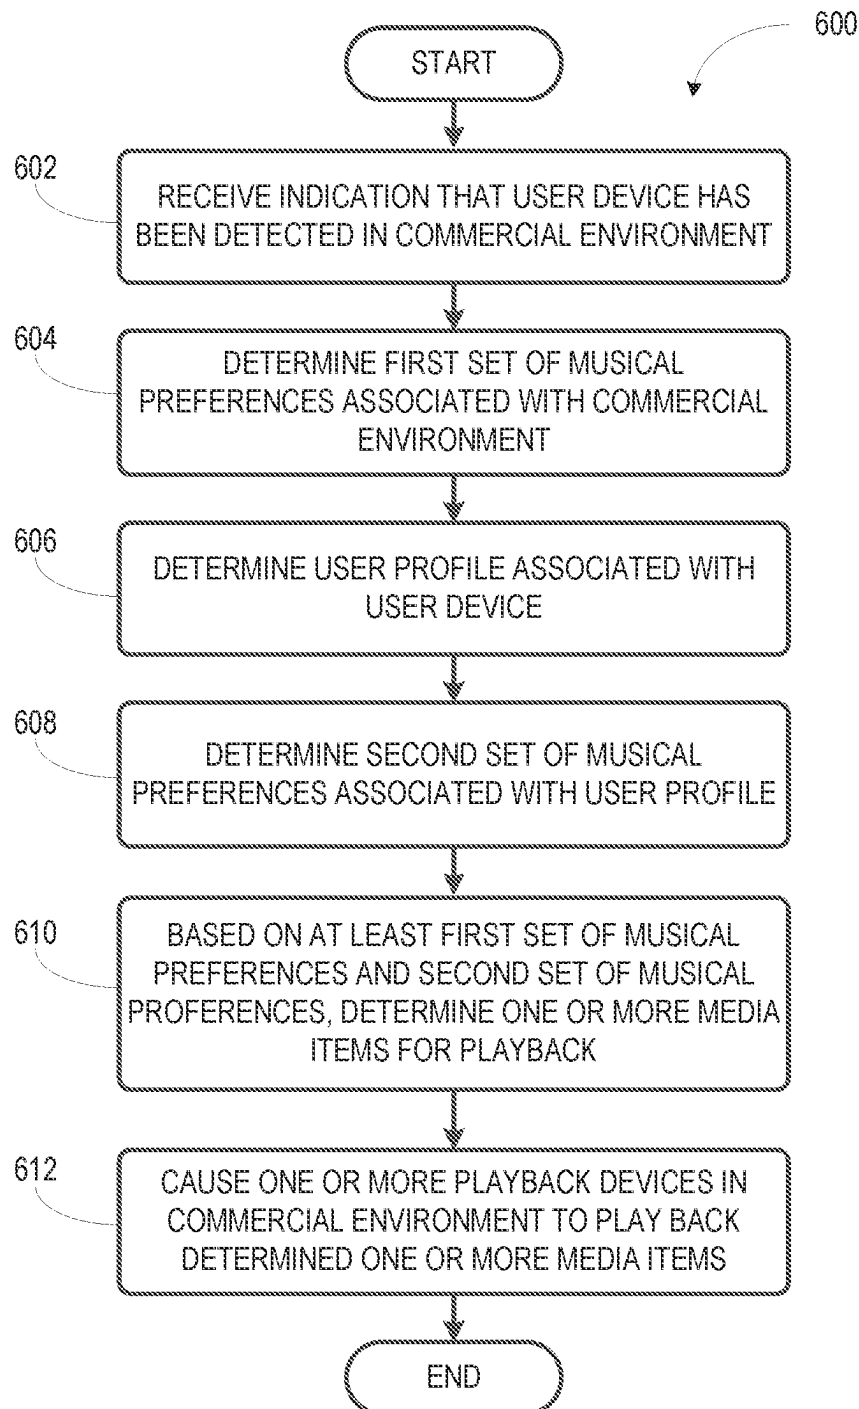 600
START
602
RECEIVE INDICATION THAT USER DEVICE HAS
BEEN DETECTED IN COMMERCIAL ENVIRONMENT
604
DETERMINE FIRST SET OF MUSICAL
PREFERENCES ASSOCIATED WITH COMMERCIAL
ENVIRONMENT
606
DETERMINE USER PROFILE ASSOCIATED WITH
USER DEVICE
608
DETERMINE SECOND SET OF MUSICAL
PREFERENCES ASSOCIATED WITH USER PROFILE
610
BASED ON AT LEAST FIRST SET OF MUSICAL
PREFERENCES AND SECOND SET OF MUSICAL
PROFERENCES, DETERMINE ONE OR MORE MEDIA
ITEMS FOR PLAYBACK
612
CAUSE ONE OR MORE PLAYBACK DEVICES IN
COMMERCIAL ENVIRONMENT TO PLAY BACK
DETERMINED ONE OR MORE MEDIA ITEMS
END